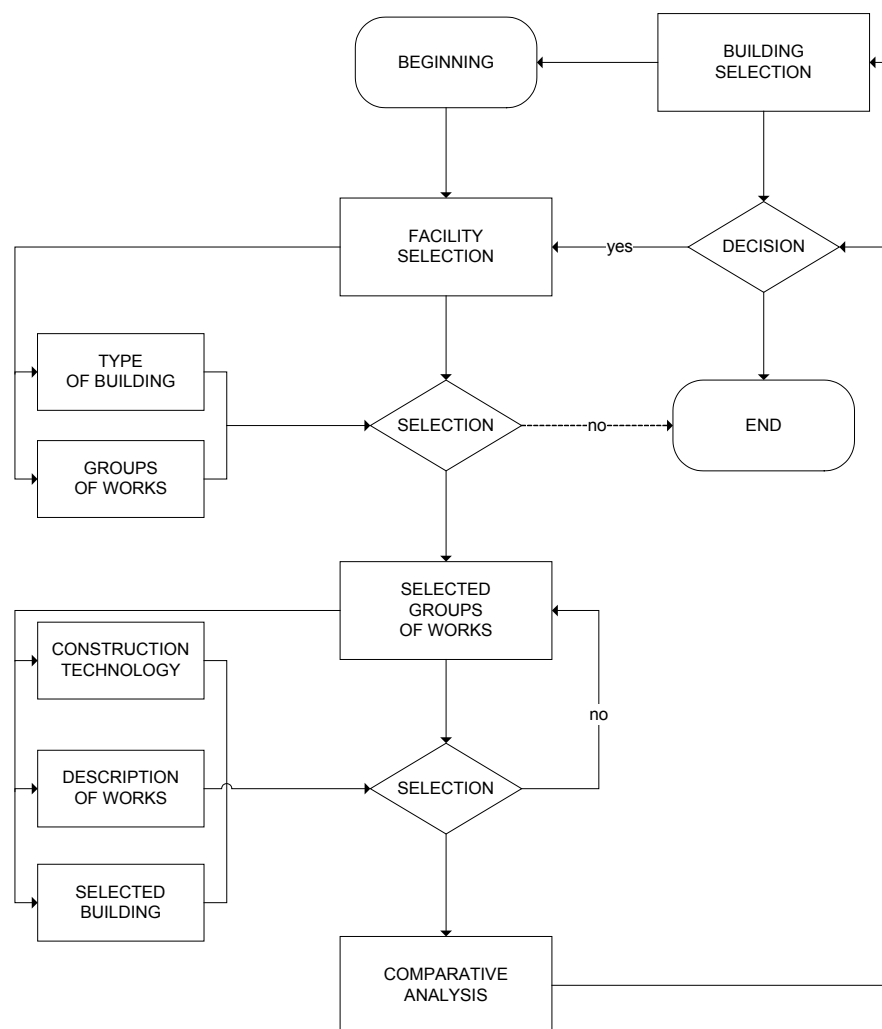 BEGINNING
BUILDING
SELECTION
FACILITY
SELECTION
yes
DECISION
TYPE
OF BUILDING
SELECTION
no
END
GROUPS
OF WORKS
SELECTED
GROUPS
OF WORKS
CONSTRUCTION
TECHNOLOGY
no
DESCRIPTION
OF WORKS
SELECTION
SELECTED
BUILDING
COMPARATIVE
ANALYSIS